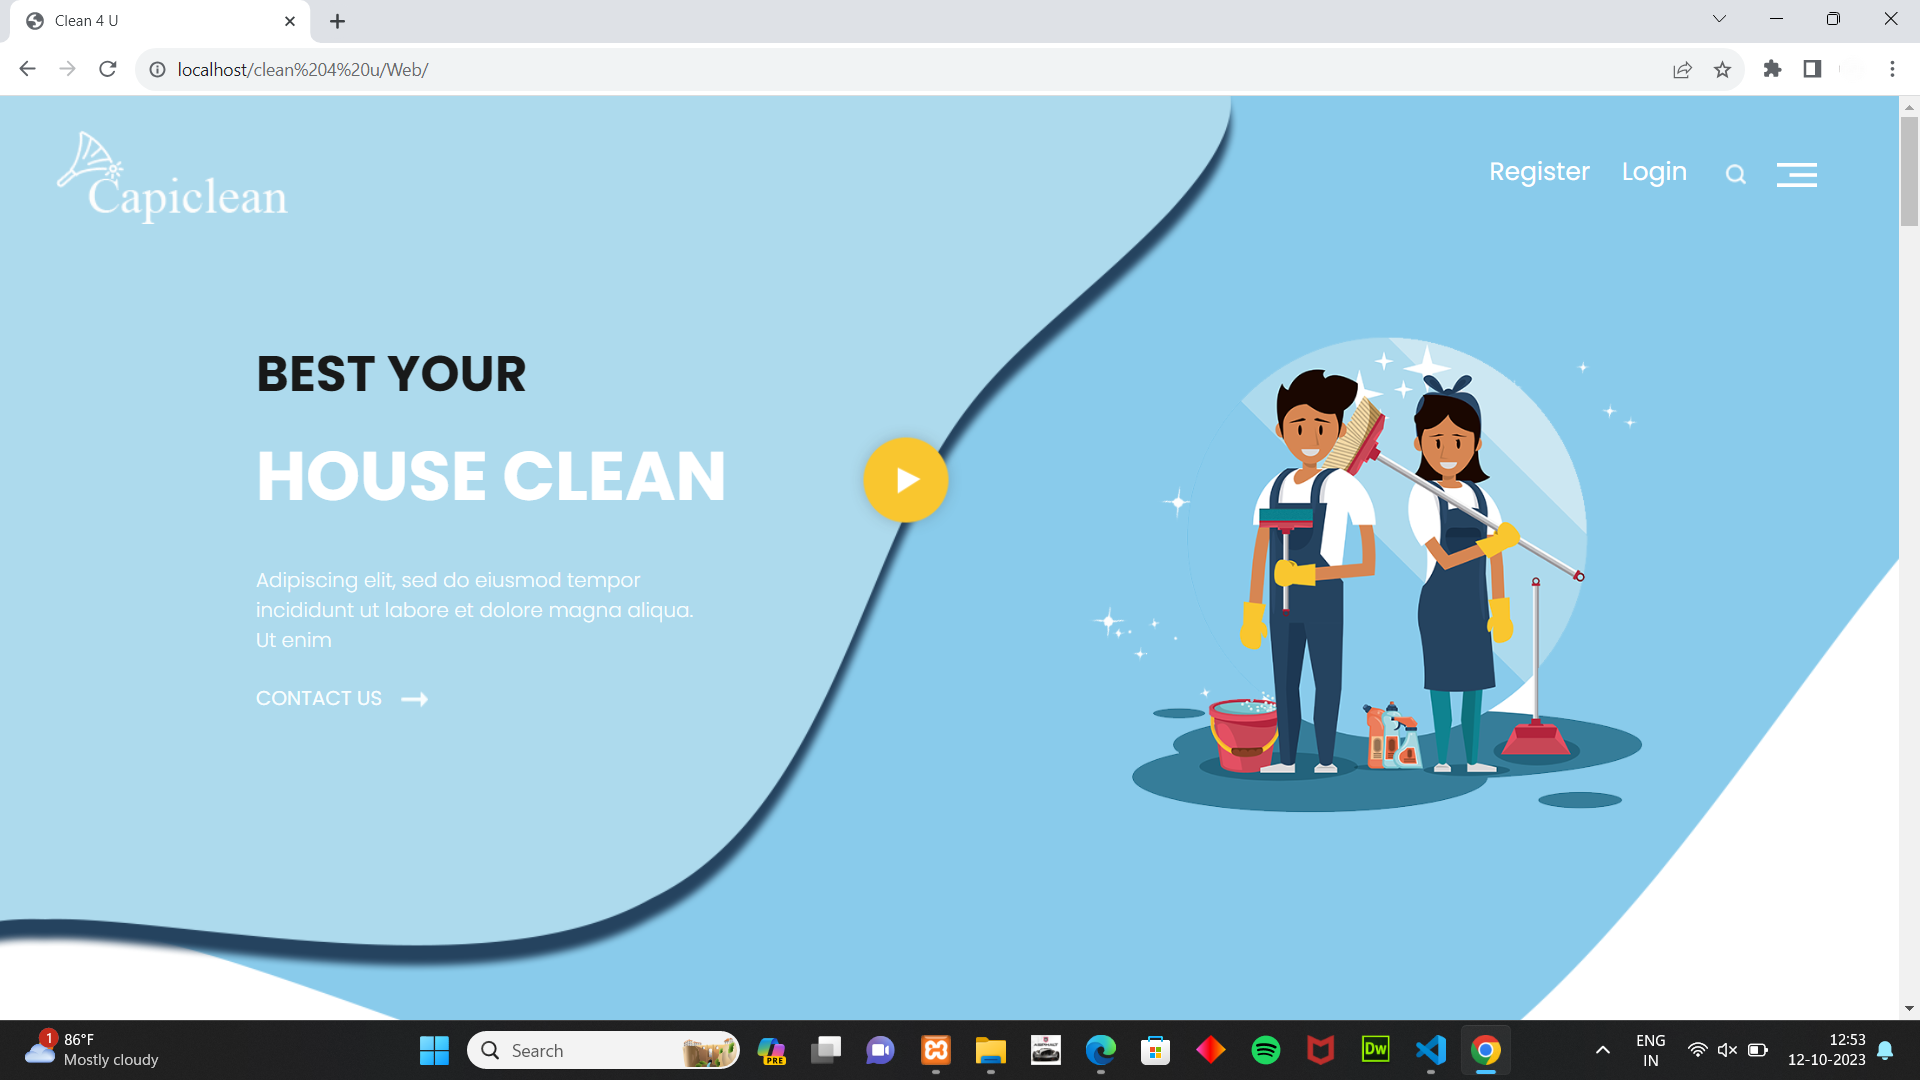 Clean 4 U
localhost/clean%204%20u/Web/
Capiclean
Register Login
BEST YOUR
HOUSE CLEAN
Adipiscing elit, sed do eiusmod tempor
incididunt ut labore et dolore magna aliqua.
Ut enim
CONTACT US
1
86°F
Mostly cloudy
Search
PRE
Dw
ENG
IN
12:53
12-10-2023